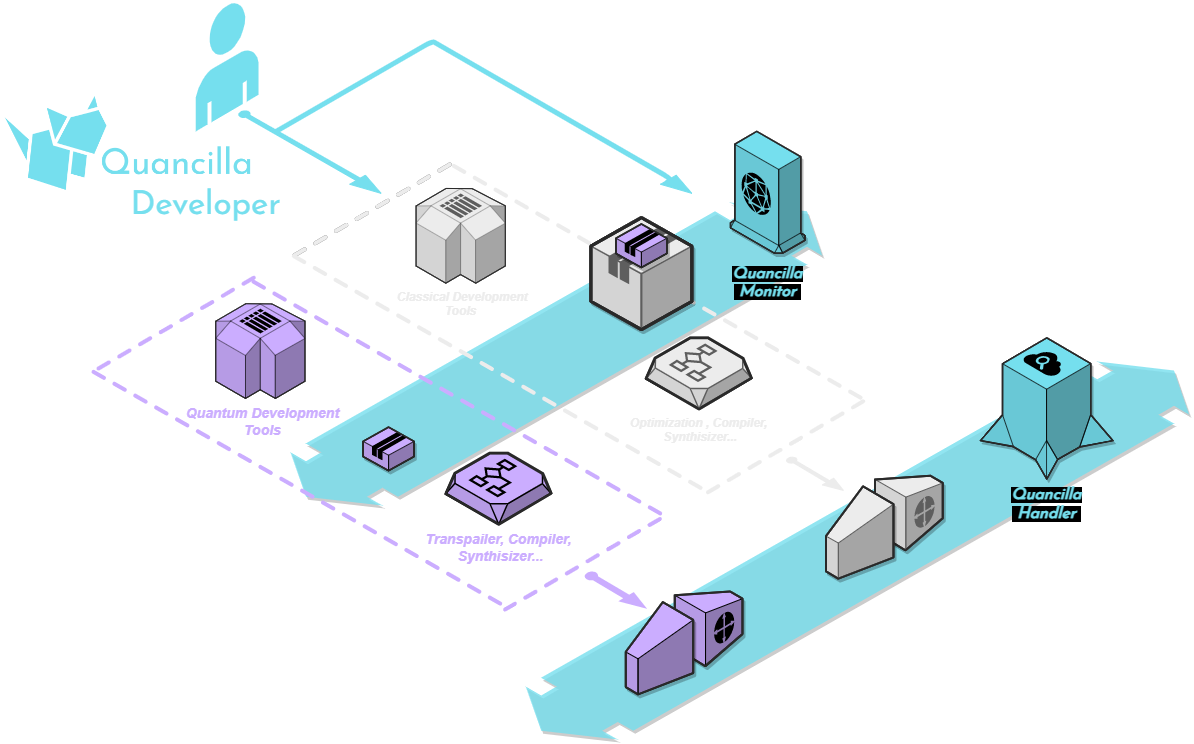 Quancilla
Developer
Quancilla
Monitor
Classical Development
Tools
Quantum Development
Tools
Optimization , Compiler,
Synthisizer...
Quancilla
Handler
Transpailer, Compiler,
Synthisizer...